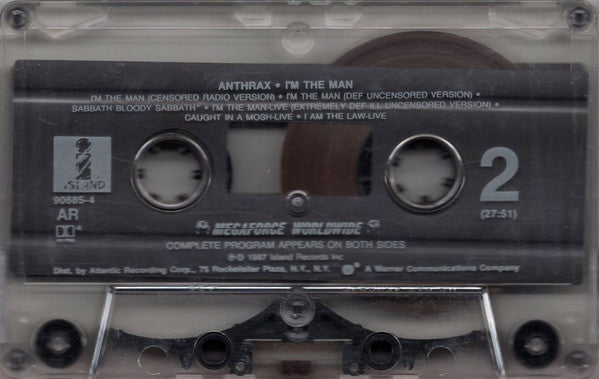 ANTHRAX • I'M THE MAN
I'M THE MAN (CENSORED RADIO VERSION) • I'M THE MAN (DEF UNCENSORED VERSION) •
SABBATH BLOODY SABBATH* • I'M THE MAN-LIVE (EXTREMELY DEF ILL UNCENSORED VERSION) •
CAUGHT IN A MOSH-LIVE • I AM THE LAW-LIVE
ISLAND
90685-4
AR
2
(27:51)
MEGAFORCE WORLDWIDE
COMPLETE PROGRAM APPEARS ON BOTH SIDES
℗© 1987 Island Records Inc
Dist. by Atlantic Recording Corp., 75 Rockefeller Plaza, N.Y., N.Y. A Warner Communications Company